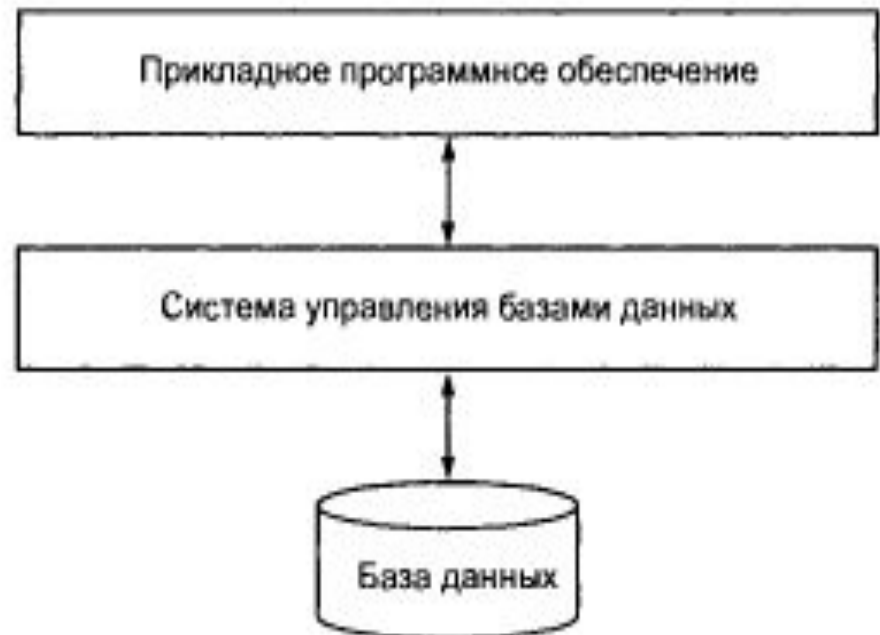 Прикладное программное обеспечение
Система управления базами данных
База данных